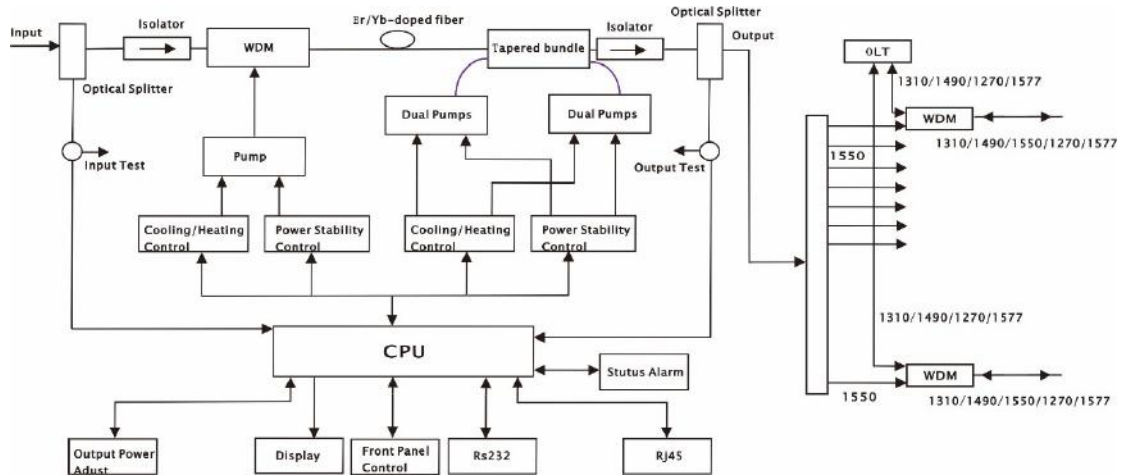 Er/Yb-doped fiber
Optical Splitter
Input
Isolator
WDM
Tapered bundle
Isolator
Output
OLT
1310/1490/1270/1577
Optical Splitter
Dual Pumps
Dual Pumps
WDM
1310/1490/1550/1270/1577
1550
Input Test
Pump
Output Test
Cooling/Heating
Control
Power Stability
Control
Cooling/Heating
Control
Power Stability
Control
1310/1490/1270/1577
CPU
Stutus Alarm
WDM
1310/1490/1550/1270/1577
1550
Output Power
Adust
Display
Front Panel
Control
Rs232
RJ45